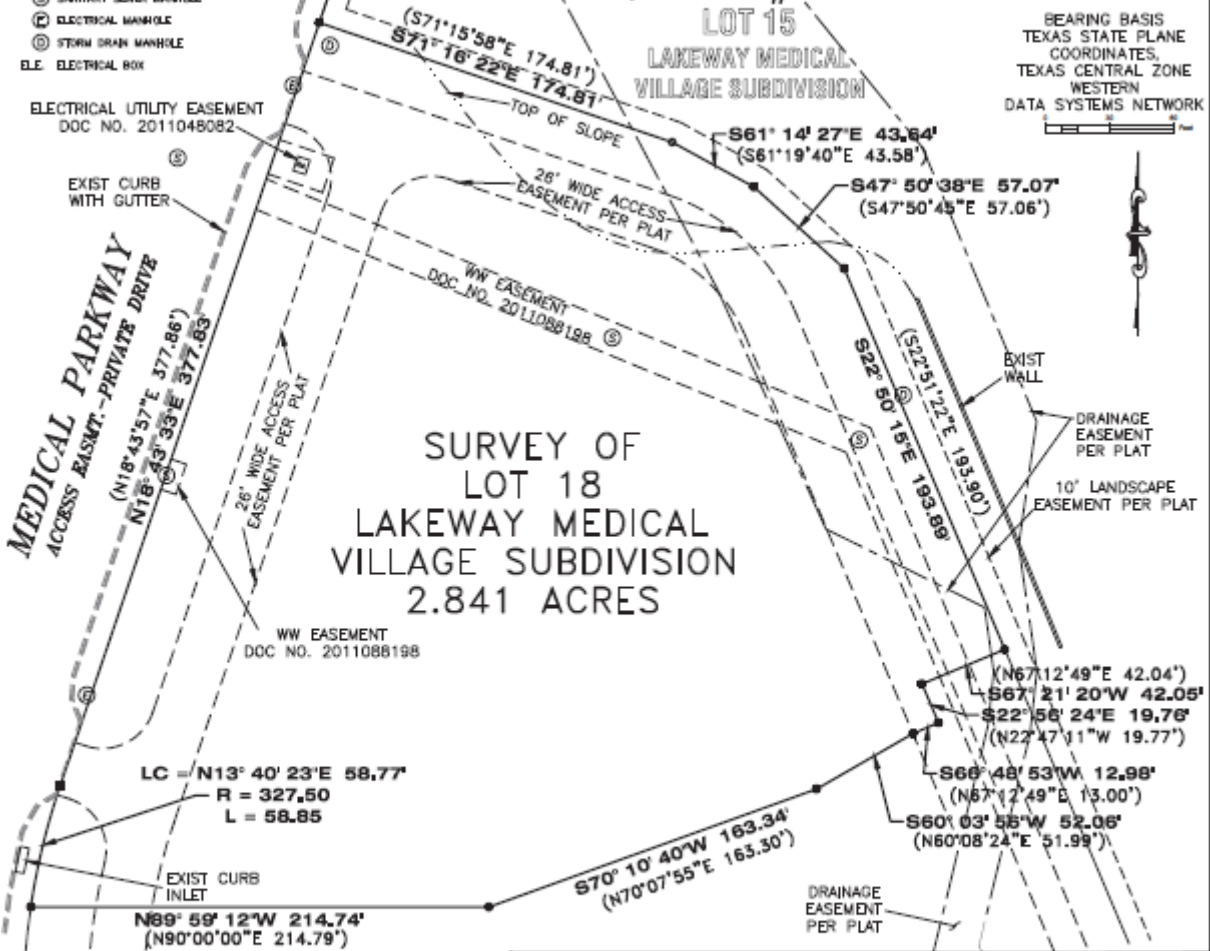 ELECTRICAL MANHOLE
STORM DRAIN MANHOLE
ELE. ELECTRICAL BOX
ELECTRICAL UTILITY EASEMENT
DOC NO. 2011048082
EXIST CURB
WITH GUTTER
MEDICAL PARKWAY
ACCESS EASMT.-PRIVATE DRIVE
(N18°43'57"E 377.86')
N18° 43' 33"E 377.83'
26' WIDE ACCESS
EASEMENT PER PLAT
WW EASEMENT
DOC NO. 2011088198
(S71°15'58"E 174.81')
S71° 16' 22"E 174.81'
TOP OF SLOPE
26' WIDE ACCESS
EASEMENT PER PLAT
WW EASEMENT
DOC NO. 2011088198
LOT 15
LAKEWAY MEDICAL
VILLAGE SUBDIVISION
BEARING BASIS
TEXAS STATE PLANE
COORDINATES,
TEXAS CENTRAL ZONE
WESTERN
DATA SYSTEMS NETWORK
S61° 14' 27"E 43.64'
(S61°19'40"E 43.58')
S47° 50' 38"E 57.07'
(S47°50'45"E 57.06')
S22° 50' 15"E 193.89'
(S22°51'22"E 193.90')
EXIST
WALL
DRAINAGE
EASEMENT
PER PLAT
10' LANDSCAPE
EASEMENT PER PLAT
SURVEY OF
LOT 18
LAKEWAY MEDICAL
VILLAGE SUBDIVISION
2.841 ACRES
(N67°12'49"E 42.04')
S67° 21' 20"W 42.05'
S22° 56' 24"E 19.76'
(N22°47'11"W 19.77')
S66° 48' 53"W 12.98'
(N67°12'49"E 13.00')
S60° 03' 56"W 52.06'
(N60°08'24"E 51.99')
S70° 10' 40"W 163.34'
(N70°07'55"E 163.30')
LC = N13° 40' 23"E 58.77'
R = 327.50
L = 58.85
EXIST CURB
INLET
N89° 59' 12"W 214.74'
(N90°00'00"E 214.79')
DRAINAGE
EASEMENT
PER PLAT